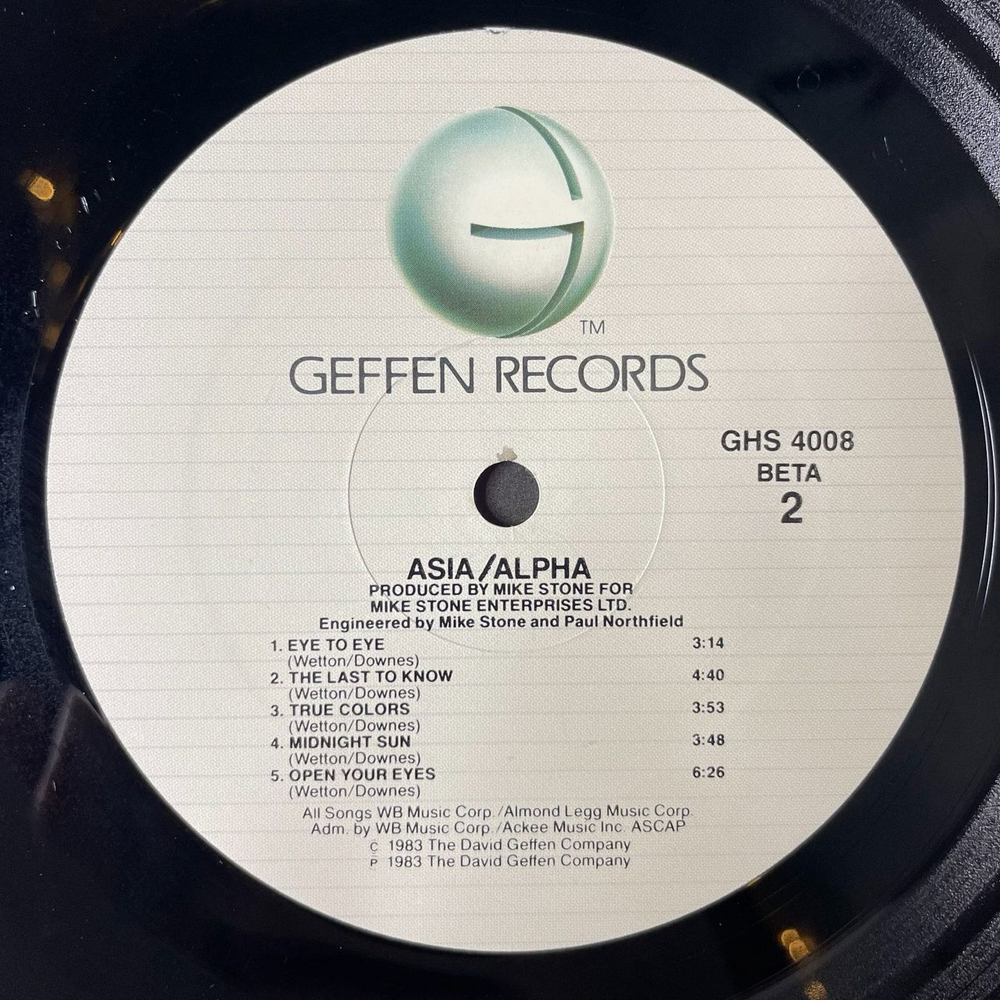 TM
GEFFEN RECORDS
GHS 4008
BETA
2
ASIA/ALPHA
PRODUCED BY MIKE STONE FOR
MIKE STONE ENTERPRISES LTD.
Engineered by Mike Stone and Paul Northfield
1. EYE TO EYE 3:14
(Wetton/Downes)
2. THE LAST TO KNOW 4:40
(Wetton/Downes)
3. TRUE COLORS 3:53
(Wetton/Downes)
4. MIDNIGHT SUN 3:48
(Wetton/Downes)
5. OPEN YOUR EYES 6:26
(Wetton/Downes)
All Songs WB Music Corp./Almond Legg Music Corp.
Adm. by WB Music Corp./Ackee Music Inc. ASCAP
C 1983 The David Geffen Company
P 1983 The David Geffen Company